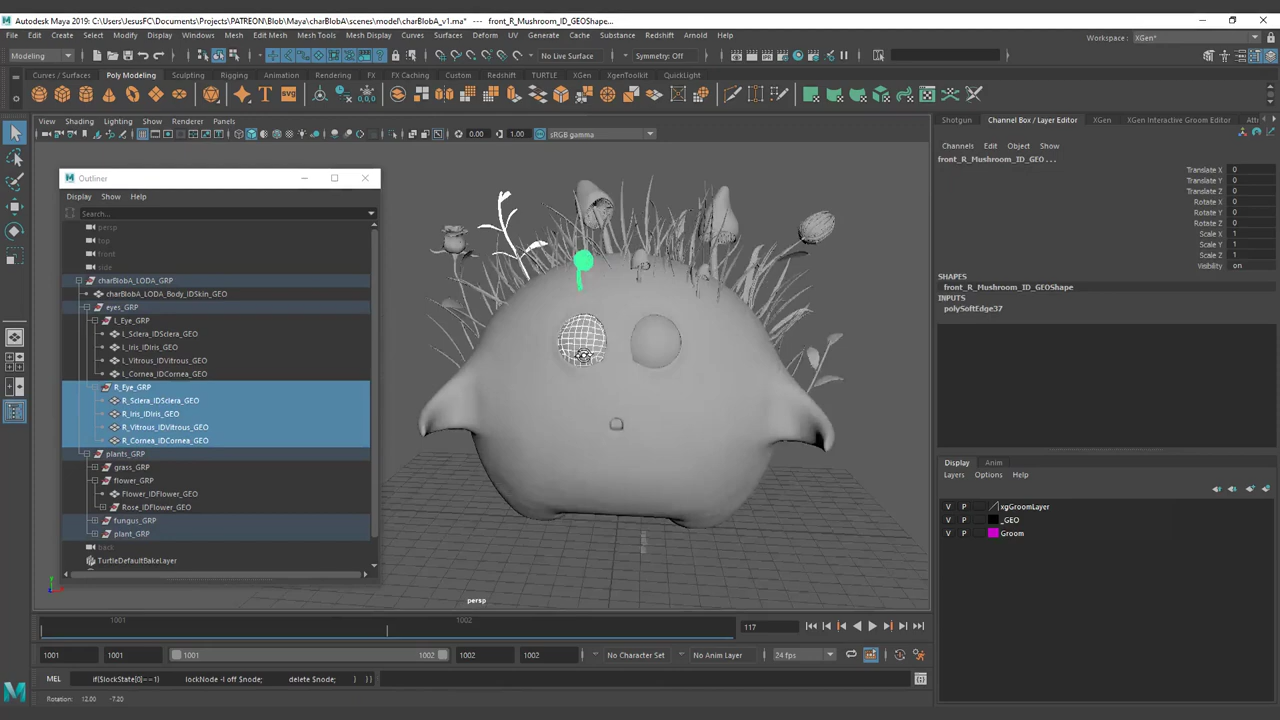 Autodesk Maya 2019: C:\Users\JesusFC\Documents\Projects\PATREON\Blob\Maya\charBlobA\scenes\model\charBlobA_v1.ma* --- front_R_Mushroom_ID_GEOShape...
File Edit Create Select Modify Display Windows Mesh Edit Mesh Mesh Tools Mesh Display Curves Surfaces Deform UV Generate Cache Substance Redshift Arnold Help
Workspace : XGen*
Modeling No Live Surface Symmetry: Off
Curves / Surfaces Poly Modeling Sculpting Rigging Animation Rendering FX FX Caching Custom Redshift TURTLE XGen XgenToolkit QuickLight
View Shading Lighting Show Renderer Panels
0.00 1.00 sRGB gamma
Outliner
Display Show Help
Search...
persp
top
front
side
charBlobA_LODA_GRP
charBlobA_LODA_Body_IDSkin_GEO
eyes_GRP
L_Eye_GRP
L_Sclera_IDSclera_GEO
L_Iris_IDIris_GEO
L_Vitrous_IDVitrous_GEO
L_Cornea_IDCornea_GEO
R_Eye_GRP
R_Sclera_IDSclera_GEO
R_Iris_IDIris_GEO
R_Vitrous_IDVitrous_GEO
R_Cornea_IDCornea_GEO
plants_GRP
grass_GRP
flower_GRP
Flower_IDFlower_GEO
Rose_IDFlower_GEO
fungus_GRP
plant_GRP
back
TurtleDefaultBakeLayer
persp
Shotgun Channel Box / Layer Editor XGen XGen Interactive Groom Editor
Channels Edit Object Show
front_R_Mushroom_ID_GEO ...
Translate X 0
Translate Y 0
Translate Z 0
Rotate X 0
Rotate Y 0
Rotate Z 0
Scale X 1
Scale Y 1
Scale Z 1
Visibility on
SHAPES
front_R_Mushroom_ID_GEOShape
INPUTS
polySoftEdge37
Display Anim
Layers Options Help
V P xgGroomLayer
V P _GEO
V P Groom
1001 1002 117
1001 1001 1001 1002 1002 1002 No Character Set No Anim Layer 24 fps
MEL if($lockState[0]==1) lockNode -l off $node; delete $node; } }}
Rotation: 12.00 -7.20